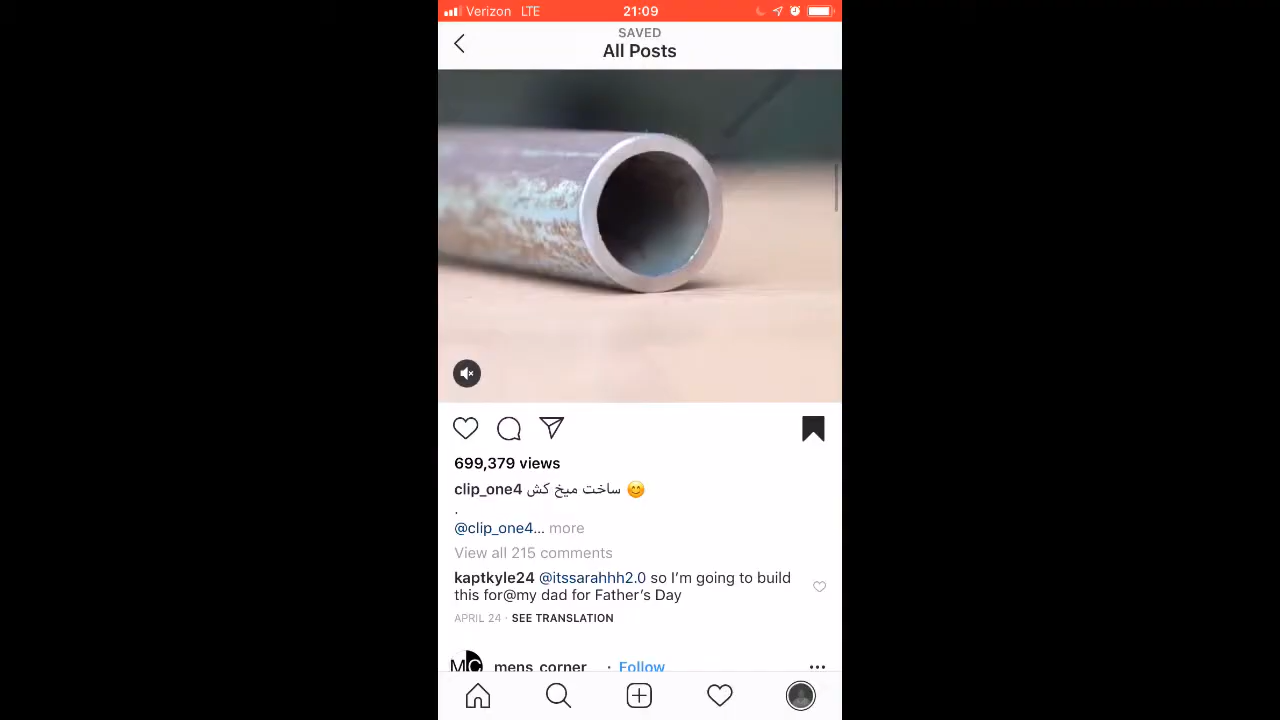 Verizon LTE 21:09
SAVED
All Posts
699,379 views
clip_one4 ساخت میخ کش 😊
.
@clip_one4... more
View all 215 comments
kaptkyle24 @itssarahhh2.0 so I'm going to build
this for@my dad for Father's Day
APRIL 24 · SEE TRANSLATION
MC mens_corner · Follow